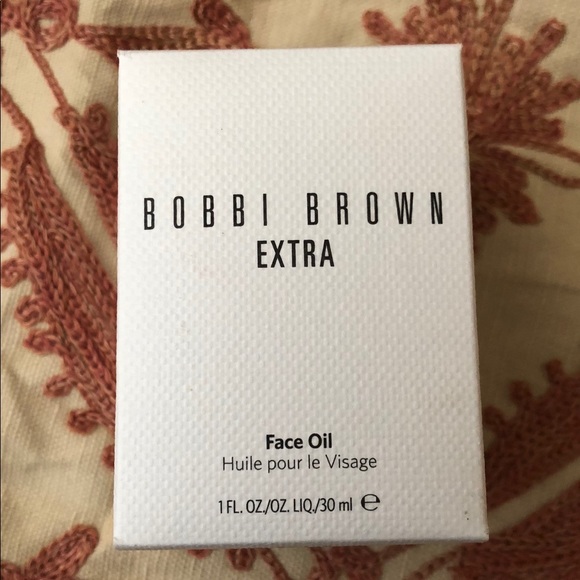 BOBBI BROWN
EXTRA
Face Oil
Huile pour le Visage
1 FL. OZ./OZ. LIQ./30 ml ℮